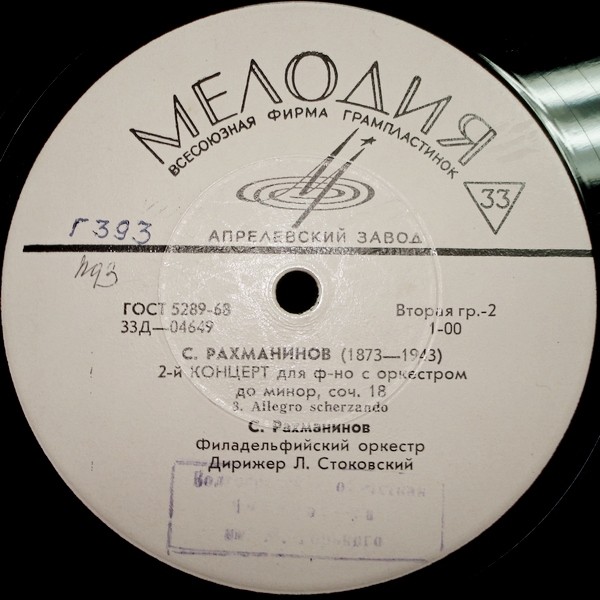 МЕЛОДИЯ
ВСЕСОЮЗНАЯ ФИРМА ГРАМПЛАСТИНОК
33
АПРЕЛЕВСКИЙ ЗАВОД
Г 393
ГОСТ 5289-68
Вторая гр.-2
33Д—04649
1-00
С. РАХМАНИНОВ (1873—1943)
2-й КОНЦЕРТ для ф-но с оркестром
до минор, соч. 18
3. Allegro scherzando
С. Рахманинов
Филадельфийский оркестр
Дирижер Л. Стоковский